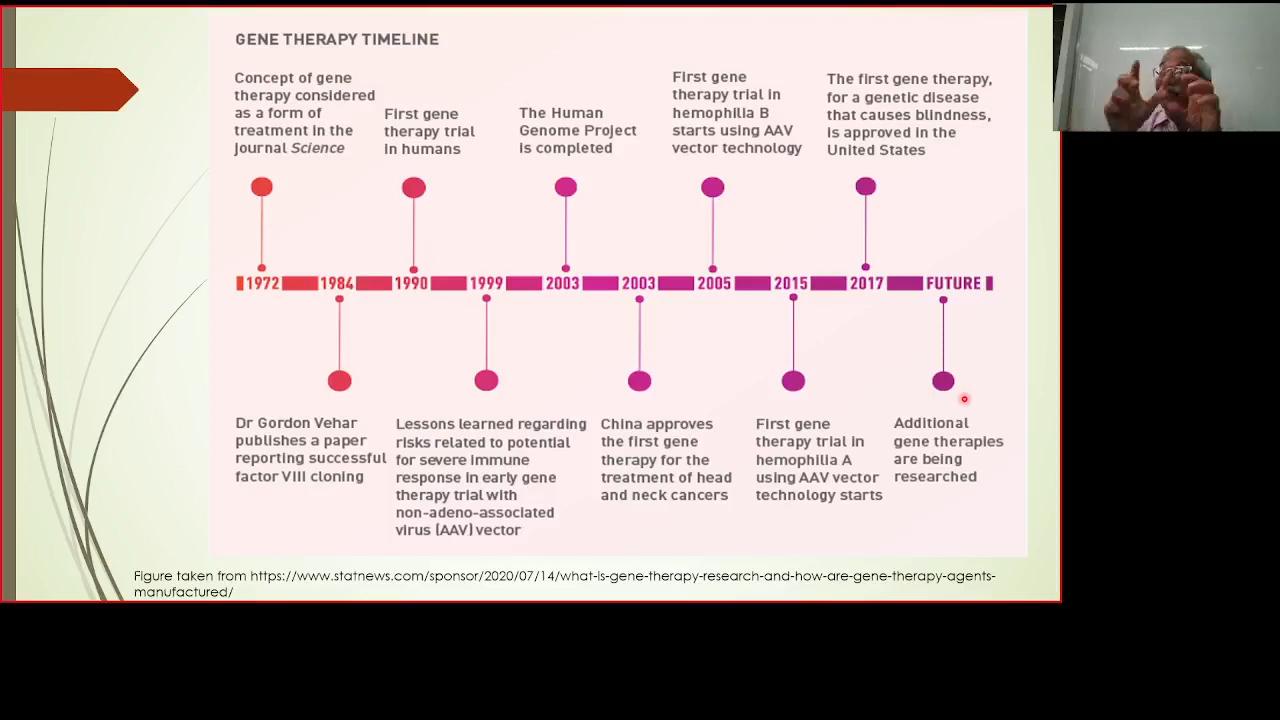 GENE THERAPY TIMELINE
Concept of gene
therapy considered
as a form of
treatment in the
journal Science
First gene
therapy trial
in humans
The Human
Genome Project
is completed
First gene
therapy trial in
hemophilia B
starts using AAV
vector technology
The first gene therapy,
for a genetic disease
that causes blindness,
is approved in the
United States
1972 1984 1990 1999 2003 2003 2005 2015 2017 FUTURE
Dr Gordon Vehar
publishes a paper
reporting successful
factor VIII cloning
Lessons learned regarding
risks related to potential
for severe immune
response in early gene
therapy trial with
non-adeno-associated
virus (AAV) vector
China approves
the first gene
therapy for the
treatment of head
and neck cancers
First gene
therapy trial in
hemophilia A
using AAV vector
technology starts
Additional
gene therapies
are being
researched
Figure taken from https://www.statnews.com/sponsor/2020/07/14/what-is-gene-therapy-research-and-how-are-gene-therapy-agents-
manufactured/